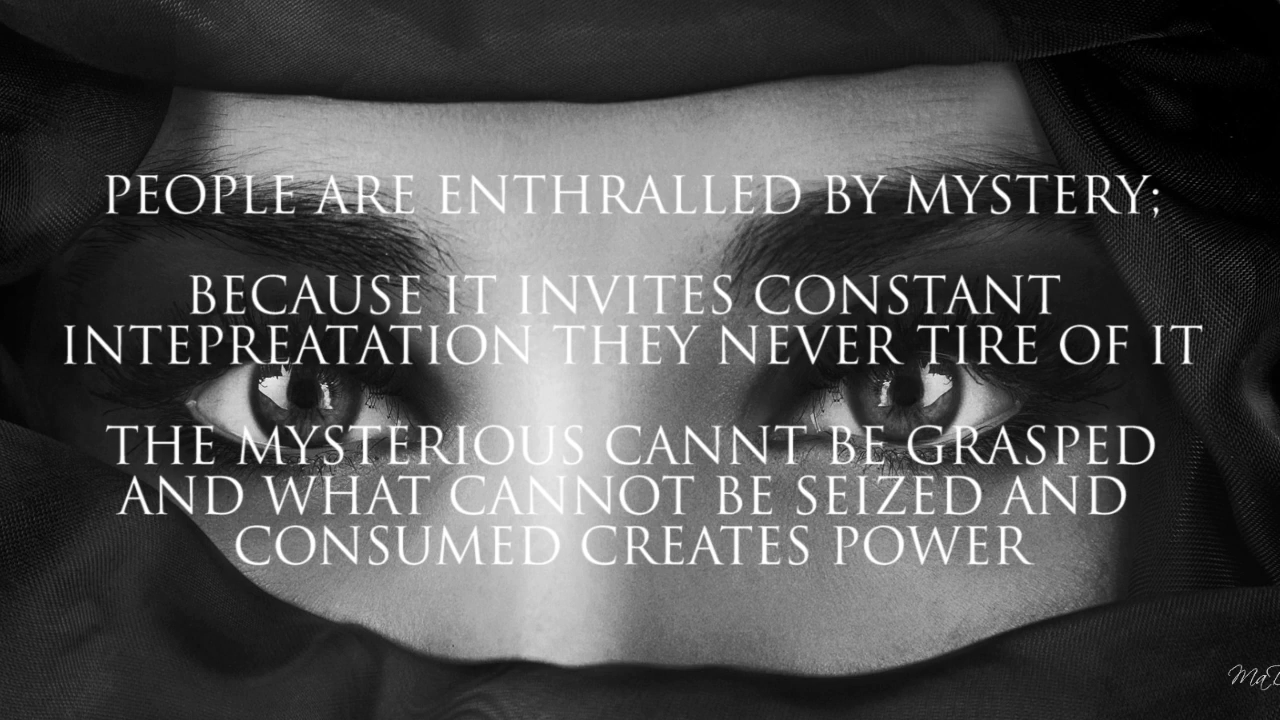 PEOPLE ARE ENTHRALLED BY MYSTERY;
BECAUSE IT INVITES CONSTANT
INTEPREATATION THEY NEVER TIRE OF IT
THE MYSTERIOUS CANNT BE GRASPED
AND WHAT CANNOT BE SEIZED AND
CONSUMED CREATES POWER